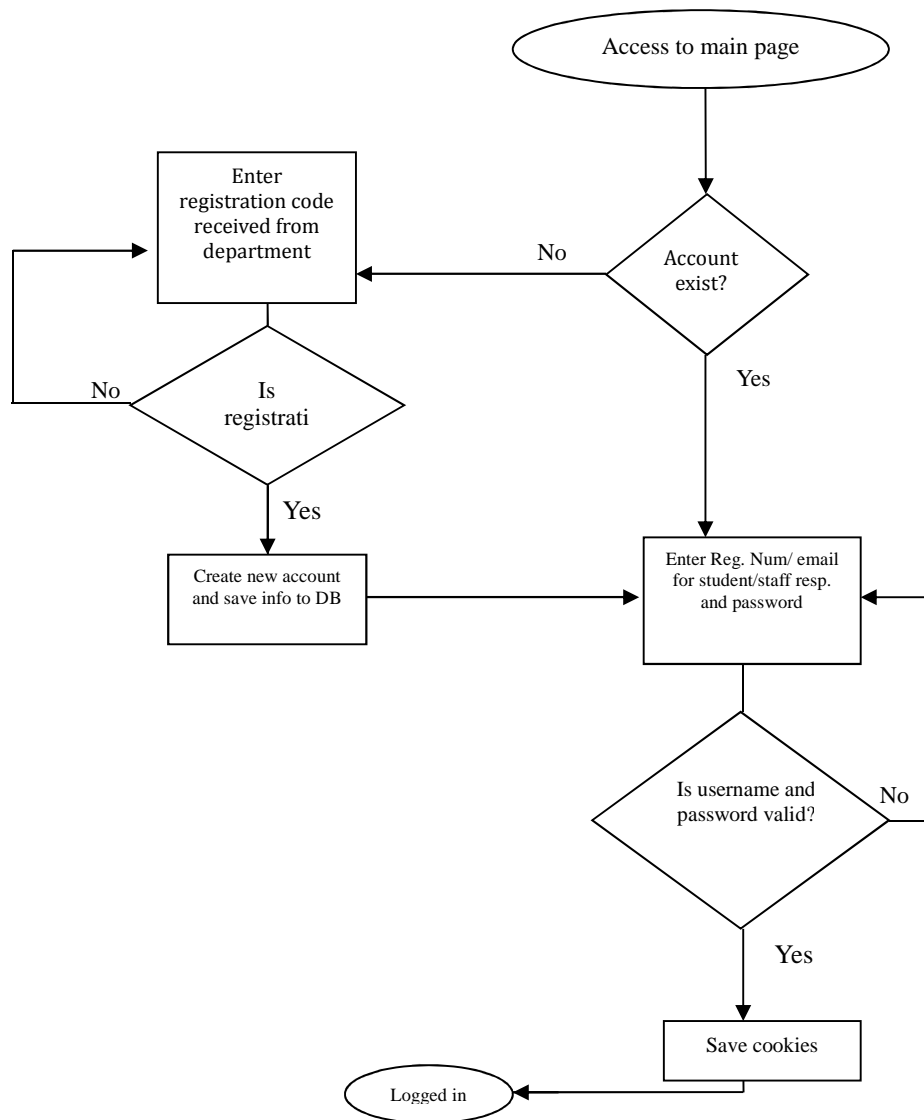 Access to main page
Enter
registration code
received from
department
No
Account
exist?
No
Is
registrati
Yes
Yes
Create new account
and save info to DB
Enter Reg. Num/ email
for student/staff resp.
and password
Is username and
password valid?
No
Yes
Save cookies
Logged in